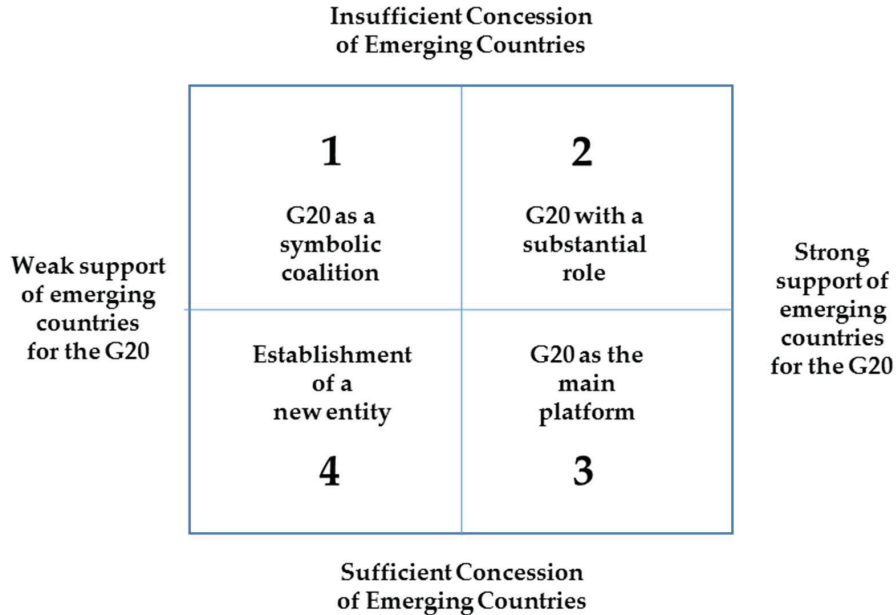 Insufficient Concession
of Emerging Countries
1
2
G20 as a
symbolic
coalition
G20 with a
substantial
role
Weak support
of emerging
countries
for the G20
Strong
support of
emerging
countries
for the G20
Establishment
of a
new entity
G20 as the
main
platform
4
3
Sufficient Concession
of Emerging Countries